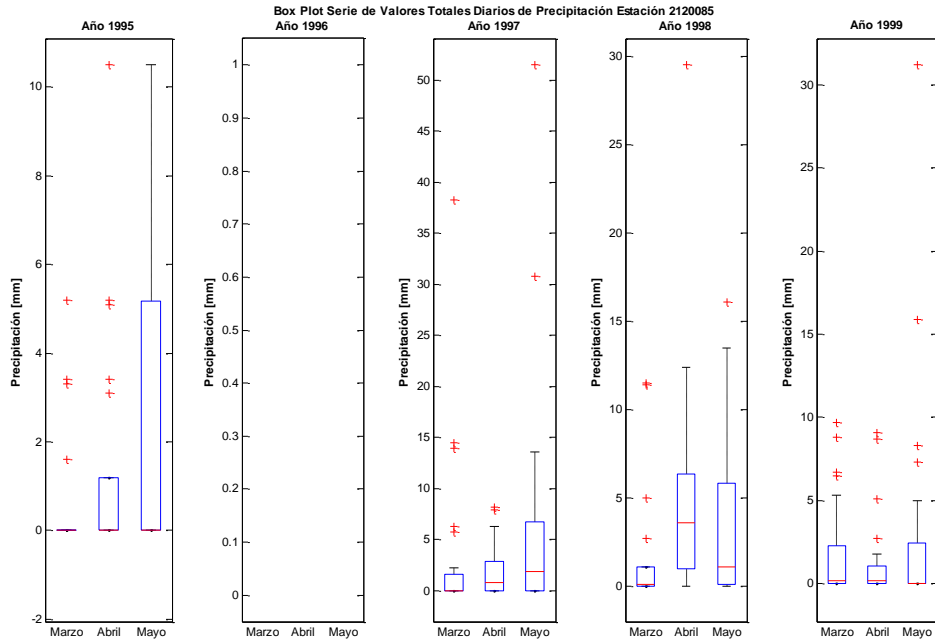 Box Plot Serie de Valores Totales Diarios de Precipitación Estación 2120085
Año 1995
Año 1996
Año 1997
Año 1998
Año 1999
Precipitación [mm]
10
8
6
4
2
0
-2
Marzo Abril Mayo
Precipitación [mm]
1
0.9
0.8
0.7
0.6
0.5
0.4
0.3
0.2
0.1
0
Marzo Abril Mayo
Precipitación [mm]
50
45
40
35
30
25
20
15
10
5
0
Marzo Abril Mayo
Precipitación [mm]
30
25
20
15
10
5
0
Marzo Abril Mayo
Precipitación [mm]
30
25
20
15
10
5
0
Marzo Abril Mayo